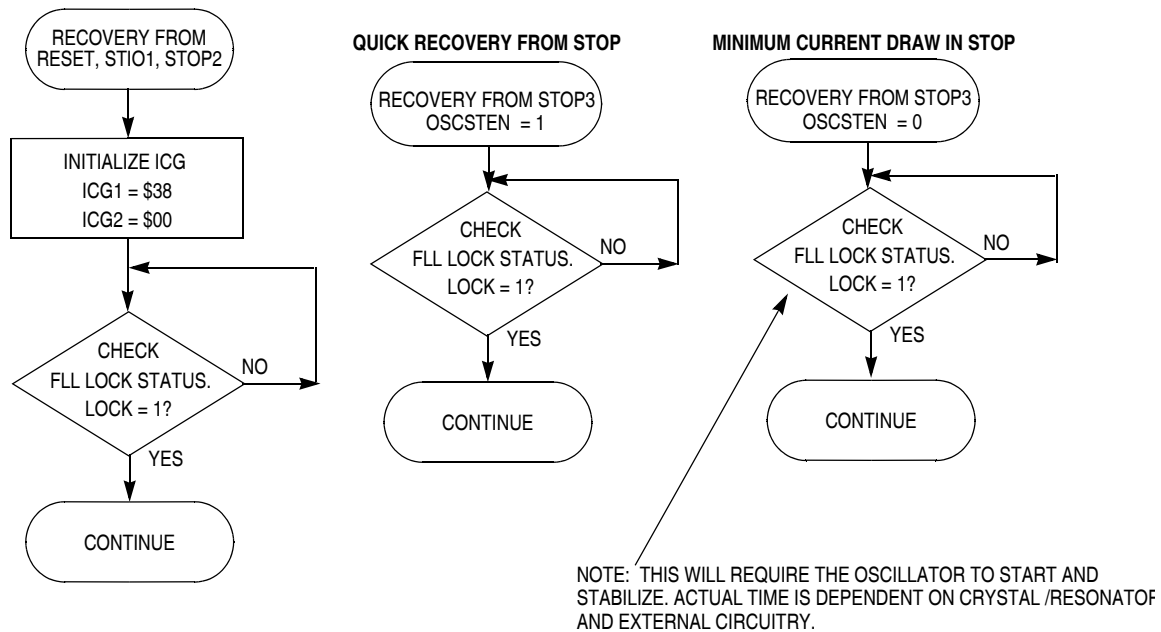 RECOVERY FROM
RESET, STIO1, STOP2
INITIALIZE ICG
ICG1 = $38
ICG2 = $00
CHECK
FLL LOCK STATUS.
LOCK = 1?
NO
YES
CONTINUE
QUICK RECOVERY FROM STOP
RECOVERY FROM STOP3
OSCSTEN = 1
CHECK
FLL LOCK STATUS.
LOCK = 1?
NO
YES
CONTINUE
MINIMUM CURRENT DRAW IN STOP
RECOVERY FROM STOP3
OSCSTEN = 0
CHECK
FLL LOCK STATUS.
LOCK = 1?
NO
YES
CONTINUE
NOTE: THIS WILL REQUIRE THE OSCILLATOR TO START AND
STABILIZE. ACTUAL TIME IS DEPENDENT ON CRYSTAL /RESONATOR
AND EXTERNAL CIRCUITRY.